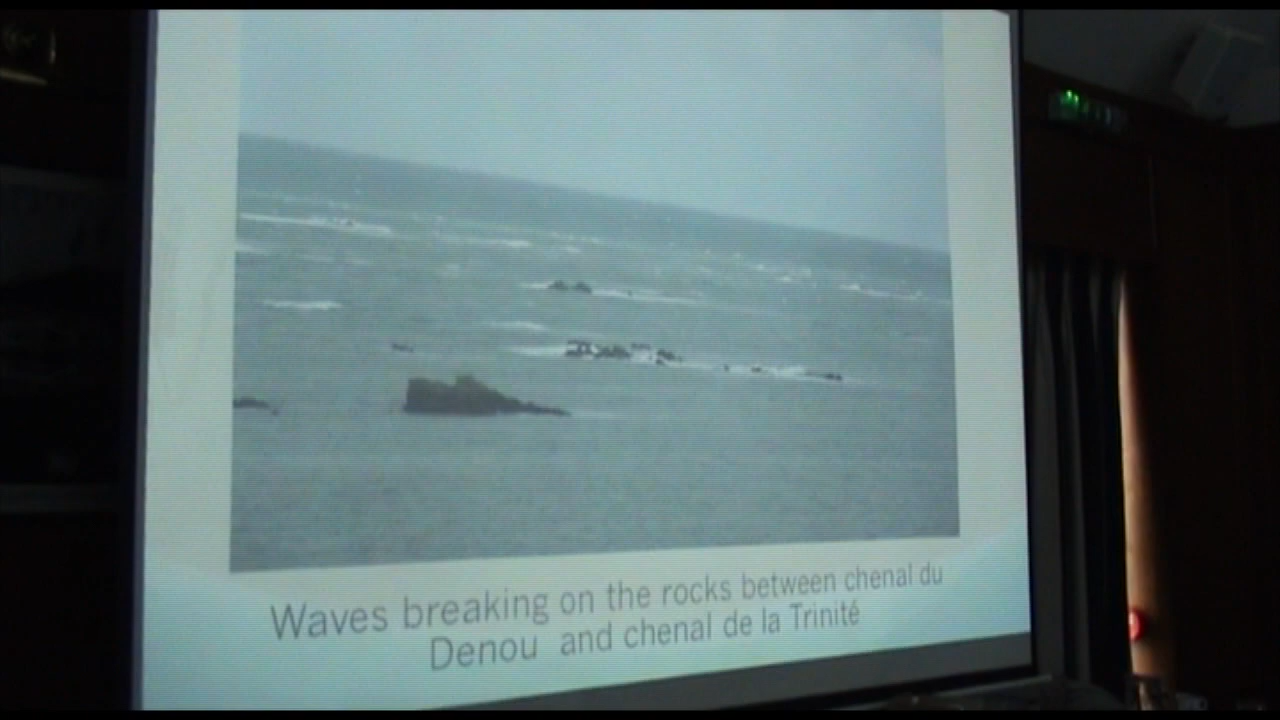 Waves breaking on the rocks between chenal du
Denou and chenal de la Trinité